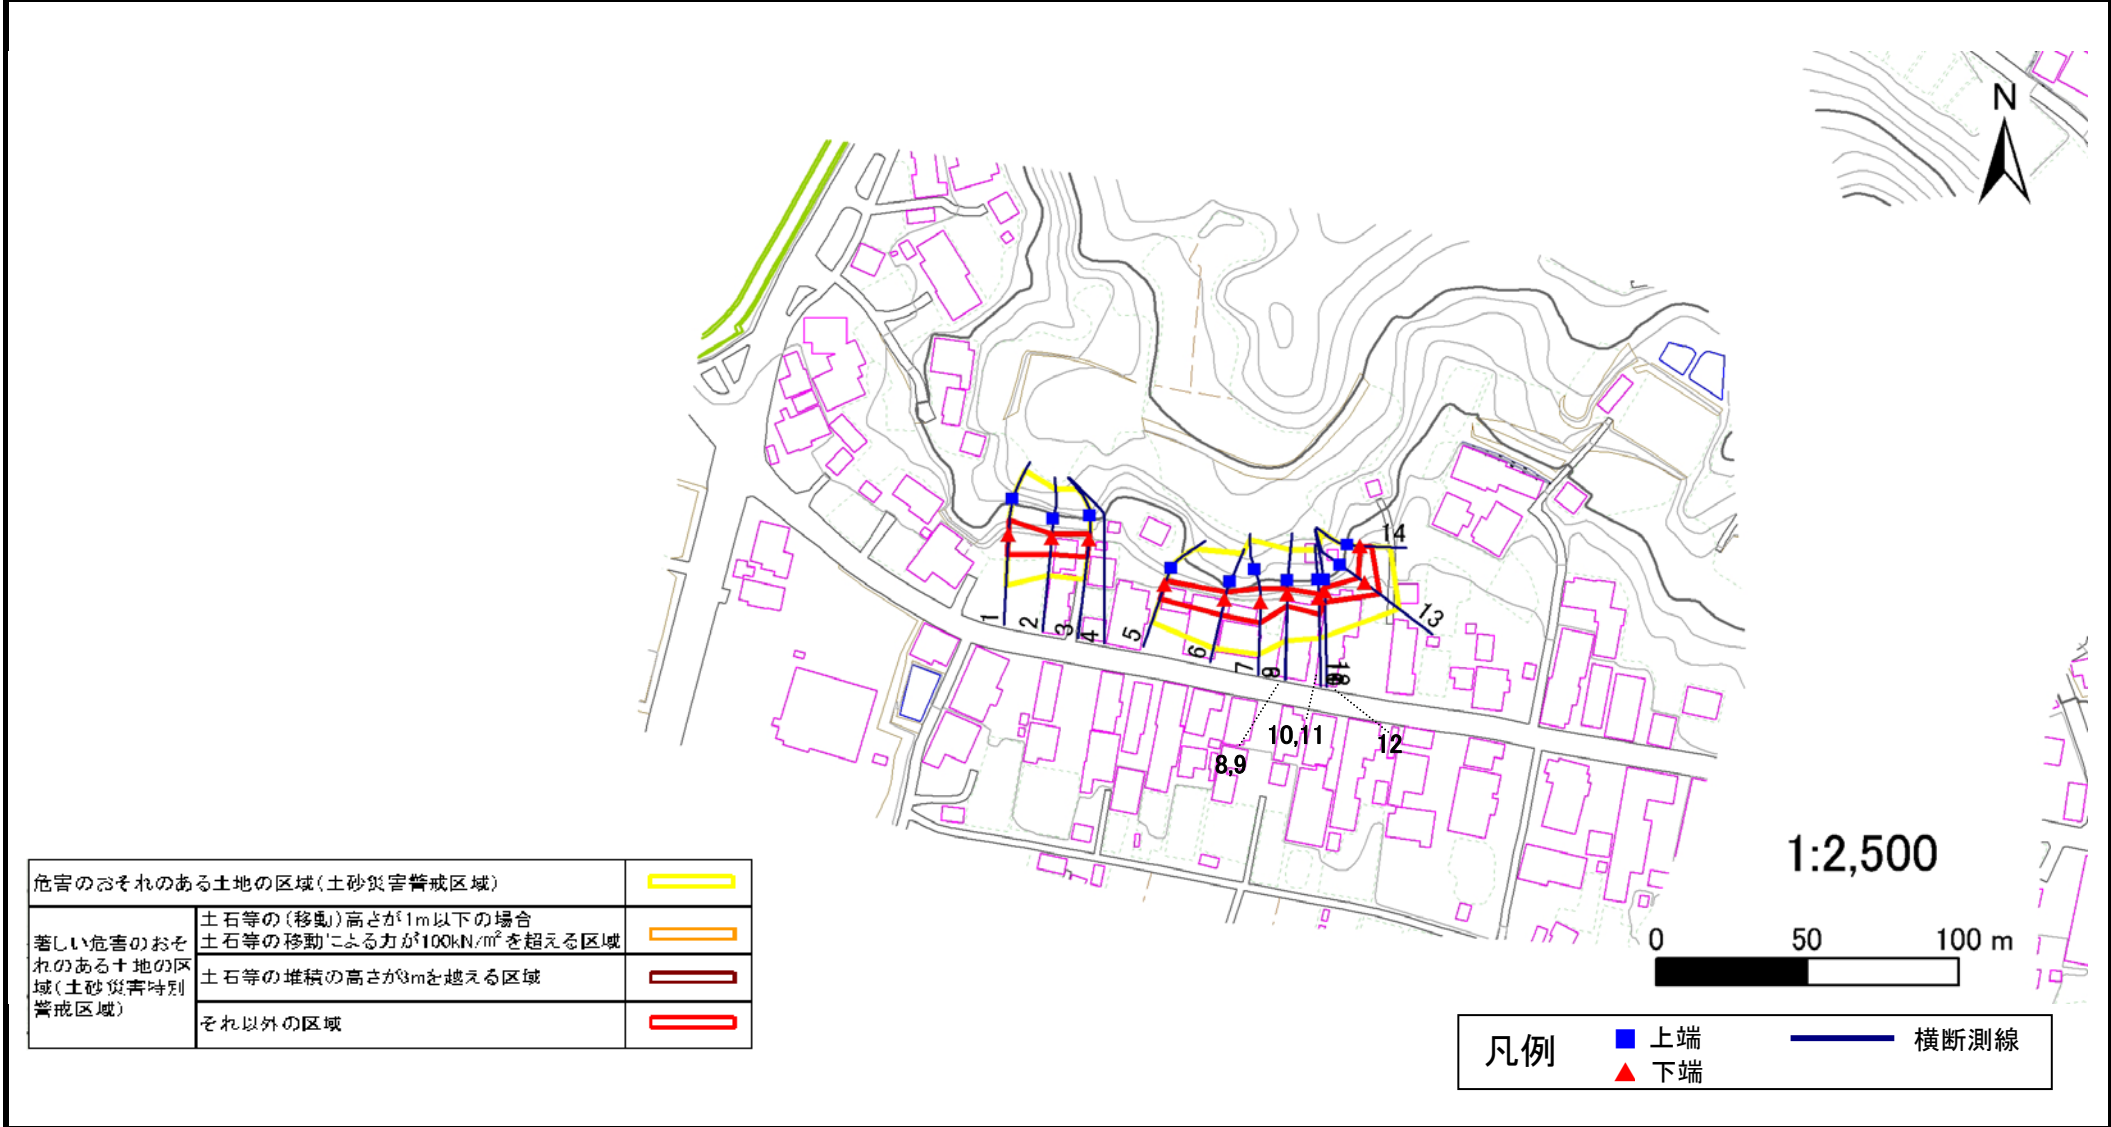 N
14
13
1
2
3
4
5
6
7
10,11
12
8,9
1:2,500
0 50 100 m
危害のおそれのある土地の区域(土砂災害警戒区域)
著しい危害のおそ
れのある土地の区
域(土砂災害特別
警戒区域)
土石等の(移動)高さが1m以下の場合
土石等の移動による力が100kN/㎡を超える区域
土石等の堆積の高さが3mを越える区域
それ以外の区域
凡例
上端
下端
横断測線